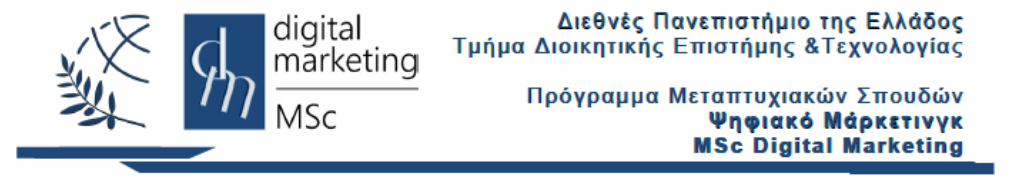 dm
digital
marketing
MSc
Διεθνές Πανεπιστήμιο της Ελλάδος
Τμήμα Διοικητικής Επιστήμης &Τεχνολογίας
Πρόγραμμα Μεταπτυχιακών Σπουδών
Ψηφιακό Μάρκετινγκ
MSc Digital Marketing